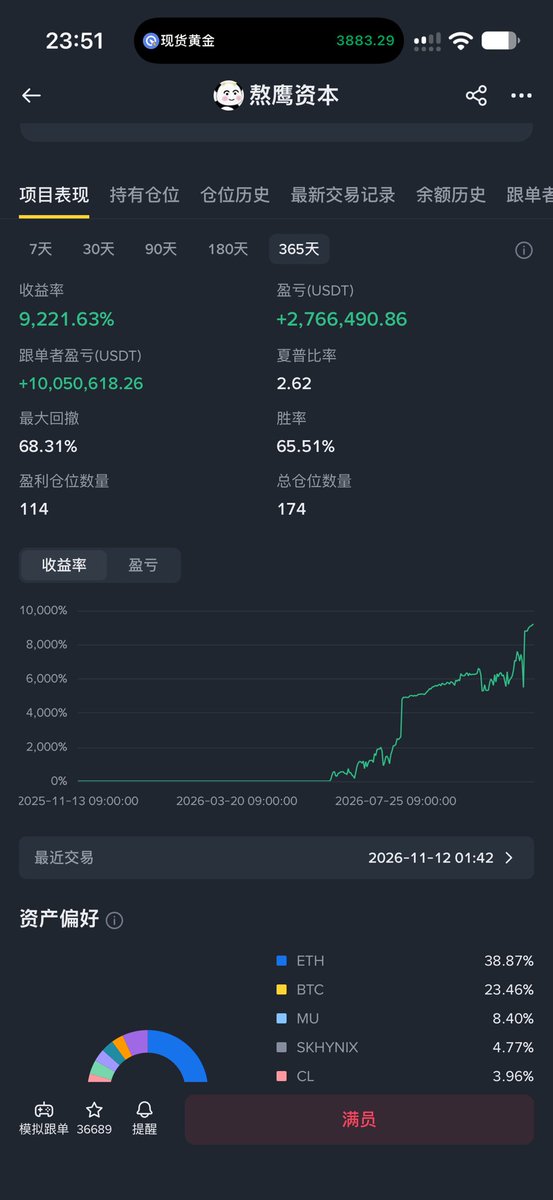 23:51
现货黄金 3883.29
熬鹰资本
项目表现 持有仓位 仓位历史 最新交易记录 余额历史 跟单者
7天 30天 90天 180天 365天
收益率 盈亏(USDT)
9,221.63% +2,766,490.86
跟单者盈亏(USDT) 夏普比率
+10,050,618.26 2.62
最大回撤 胜率
68.31% 65.51%
盈利仓位数量 总仓位数量
114 174
收益率 盈亏
10,000%
8,000%
6,000%
4,000%
2,000%
0%
2025-11-13 09:00:00 2026-03-20 09:00:00 2026-07-25 09:00:00
最近交易 2026-11-12 01:42
资产偏好
ETH 38.87%
BTC 23.46%
MU 8.40%
SKHYNIX 4.77%
CL 3.96%
模拟跟单 36689 提醒 满员